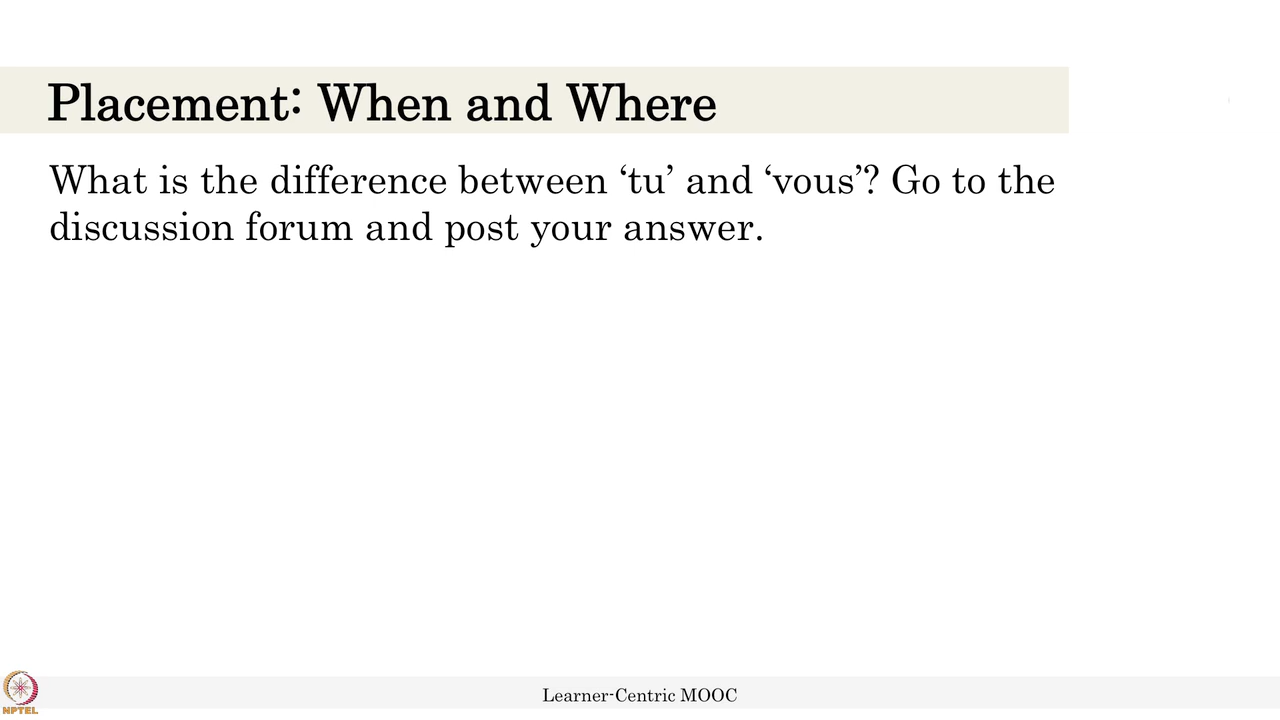 Placement: When and Where
What is the difference between ‘tu’ and ‘vous’? Go to the
discussion forum and post your answer.
Learner-Centric MOOC
NPTEL